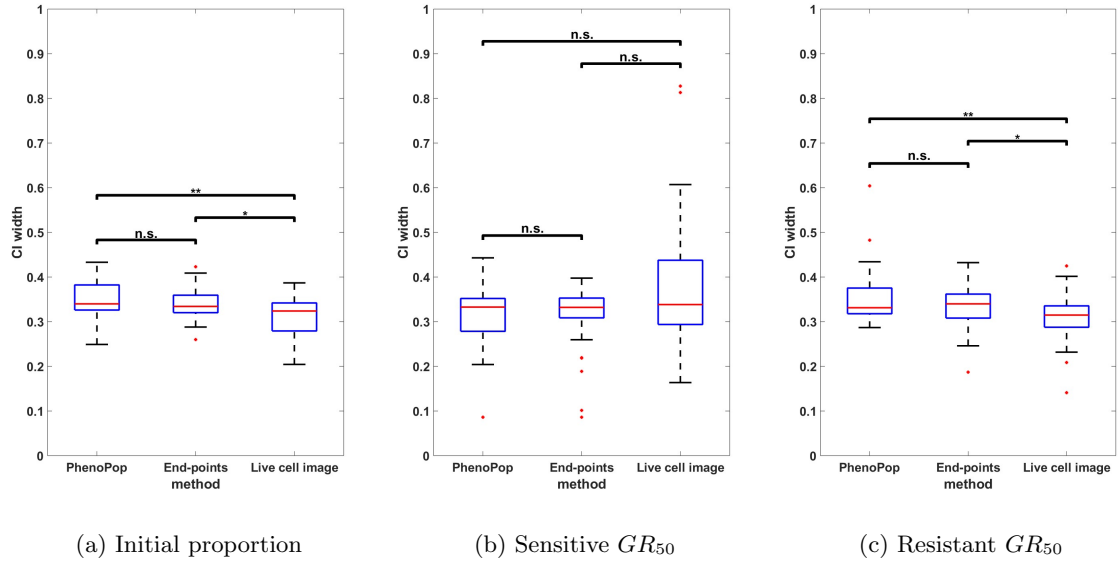 1
0.9
0.8
0.7
0.6
0.5
0.4
0.3
0.2
0.1
0
CI width
**
*
n.s.
PhenoPop End-points Live cell image
method
(a) Initial proportion
1
0.9
0.8
0.7
0.6
0.5
0.4
0.3
0.2
0.1
0
CI width
n.s.
n.s.
n.s.
PhenoPop End-points Live cell image
method
(b) Sensitive GR50
1
0.9
0.8
0.7
0.6
0.5
0.4
0.3
0.2
0.1
0
CI width
**
*
n.s.
PhenoPop End-points Live cell image
method
(c) Resistant GR50